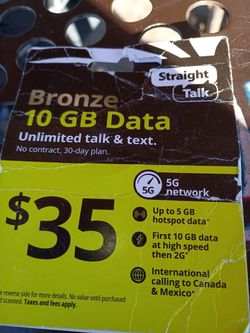 Straight
Talk
Bronze
10 GB Data
Unlimited talk & text.
No contract. 30-day plan.
5G
5G
network
$35
Up to 5 GB
hotspot data*
First 10 GB data
at high speed
then 2G*
International
calling to Canada
& Mexico*
reverse side for more details. No value until purchased
d scanned. Taxes and fees apply.